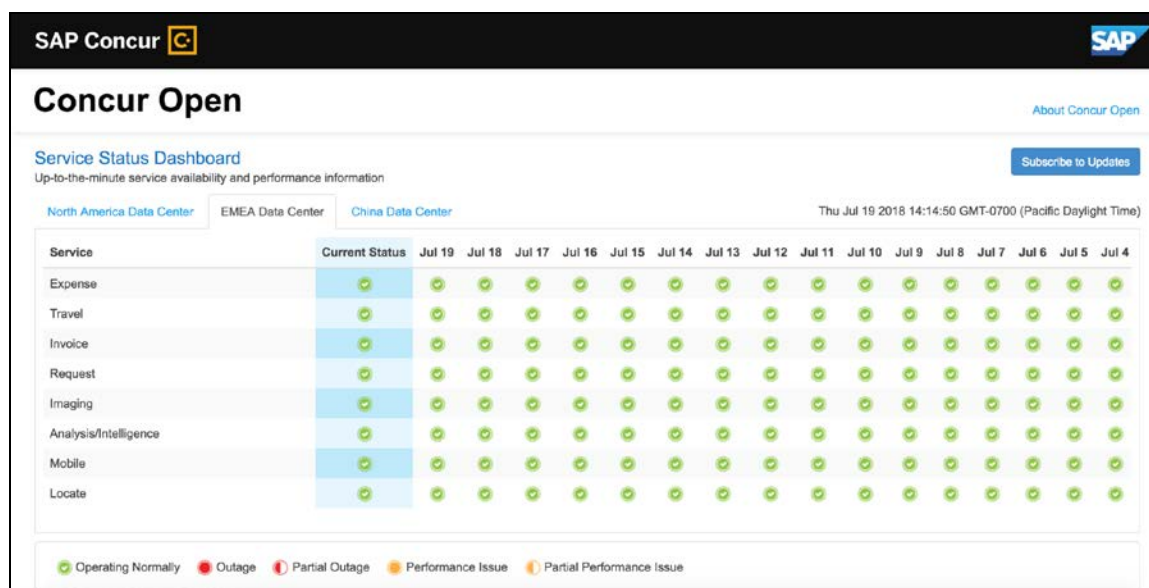 SAP Concur C
SAP
Concur Open
About Concur Open
Service Status Dashboard
Subscribe to Updates
Up-to-the-minute service availability and performance information
North America Data Center EMEA Data Center China Data Center Thu Jul 19 2018 14:14:50 GMT-0700 (Pacific Daylight Time)
Service Current Status Jul 19 Jul 18 Jul 17 Jul 16 Jul 15 Jul 14 Jul 13 Jul 12 Jul 11 Jul 10 Jul 9 Jul 8 Jul 7 Jul 6 Jul 5 Jul 4
Expense
Travel
Invoice
Request
Imaging
Analysis/Intelligence
Mobile
Locate
Operating Normally Outage Partial Outage Performance Issue Partial Performance Issue